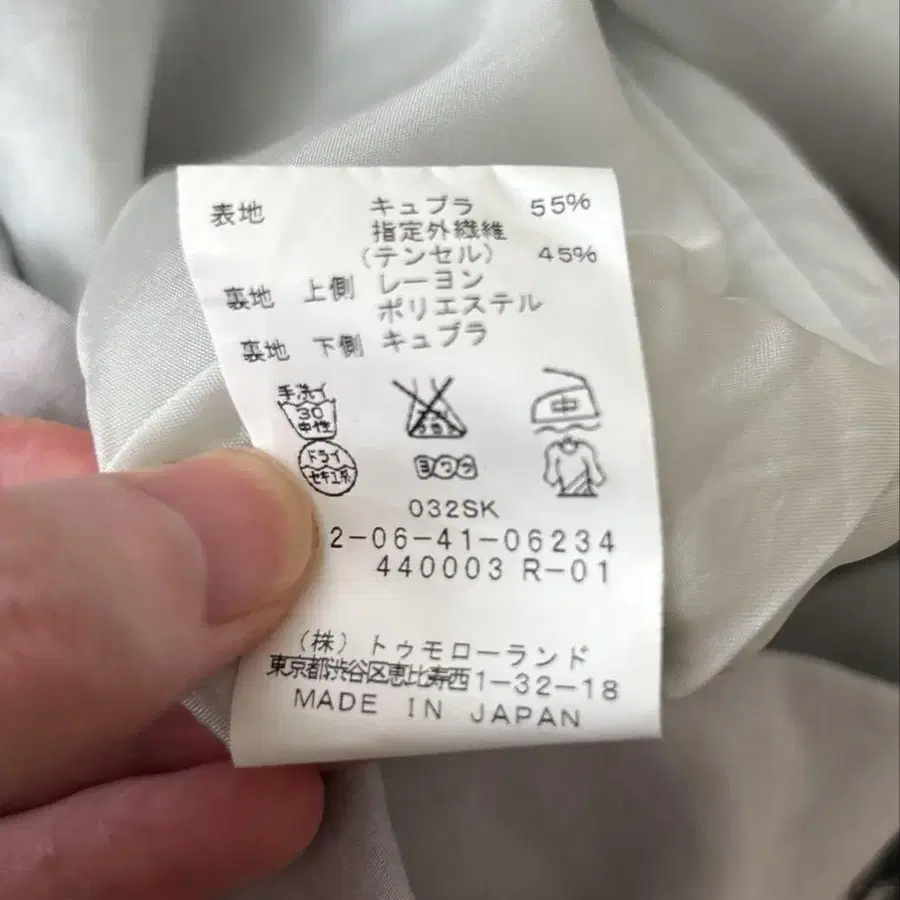 表地 キュプラ 55%
指定外繊維
(テンセル) 45%
裏地 上側 レーヨン
ポリエステル
裏地 下側 キュプラ
手洗イ
30
中性
中
ドライ
セキユ系
ヨワク
032SK
2-06-41-06234
440003 R-01
(株) トゥモローランド
東京都渋谷区恵比寿西1-32-18
MADE IN JAPAN